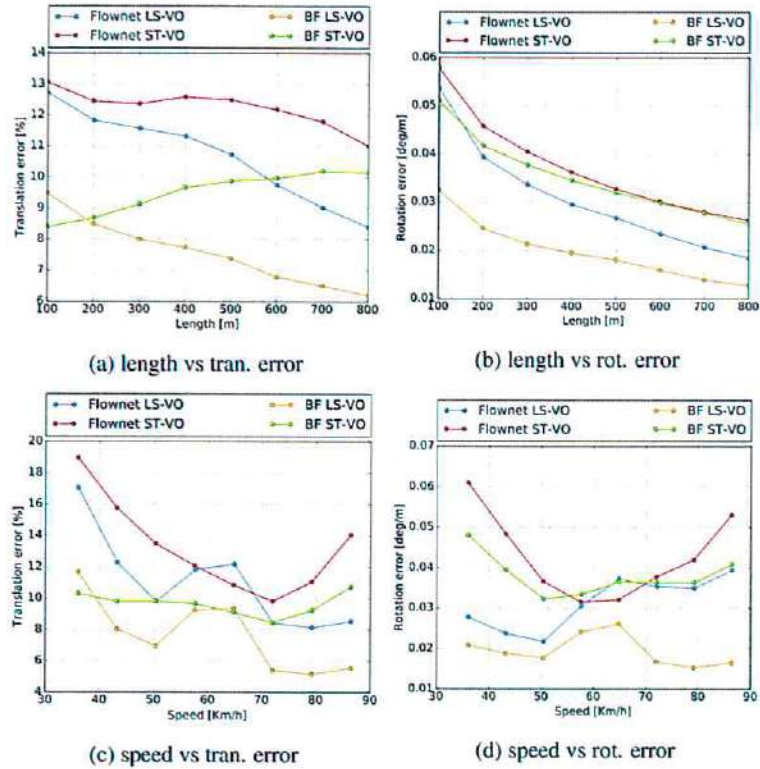 Flownet LS-VO BF LS-VO
Flownet ST-VO BF ST-VO
14
13
12
11
10
9
8
7
6
Translation error [%]
100 200 300 400 500 600 700 800
Length [m]
(a) length vs tran. error
Flownet LS-VO BF LS-VO
Flownet ST-VO BF ST-VO
0.06
0.05
0.04
0.03
0.02
0.01
Rotation error [deg/m]
100 200 300 400 500 600 700 800
Length [m]
(b) length vs rot. error
Flownet LS-VO BF LS-VO
Flownet ST-VO BF ST-VO
20
18
16
14
12
10
8
6
4
Translation error [%]
30 40 50 60 70 80 90
Speed [Km/h]
(c) speed vs tran. error
Flownet LS-VO BF LS-VO
Flownet ST-VO BF ST-VO
0.07
0.06
0.05
0.04
0.03
0.02
0.01
Rotation error [deg/m]
30 40 50 60 70 80 90
Speed [Km/h]
(d) speed vs rot. error